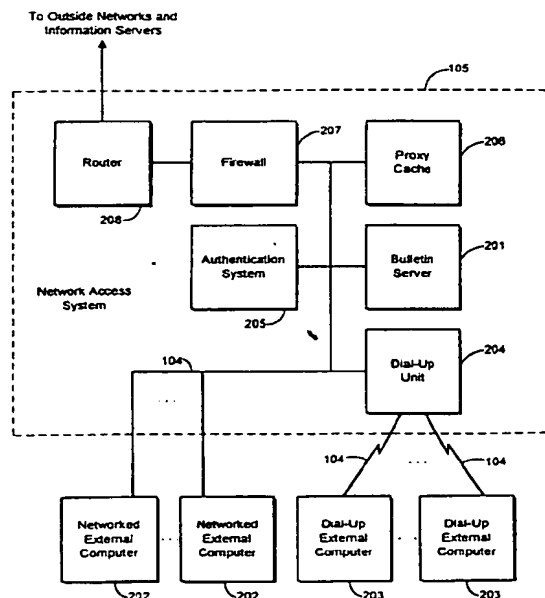 To Outside Networks and
Information Servers
105
207
206
Router
Firewall
Proxy
Cache
208
201
Authentication
System
Bulletin
Server
Network Access
System
205
204
104
Dial-Up
Unit
...
104
...
104
Networked
External
Computer
...
Networked
External
Computer
Dial-Up
External
Computer
...
Dial-Up
External
Computer
202
202
203
203